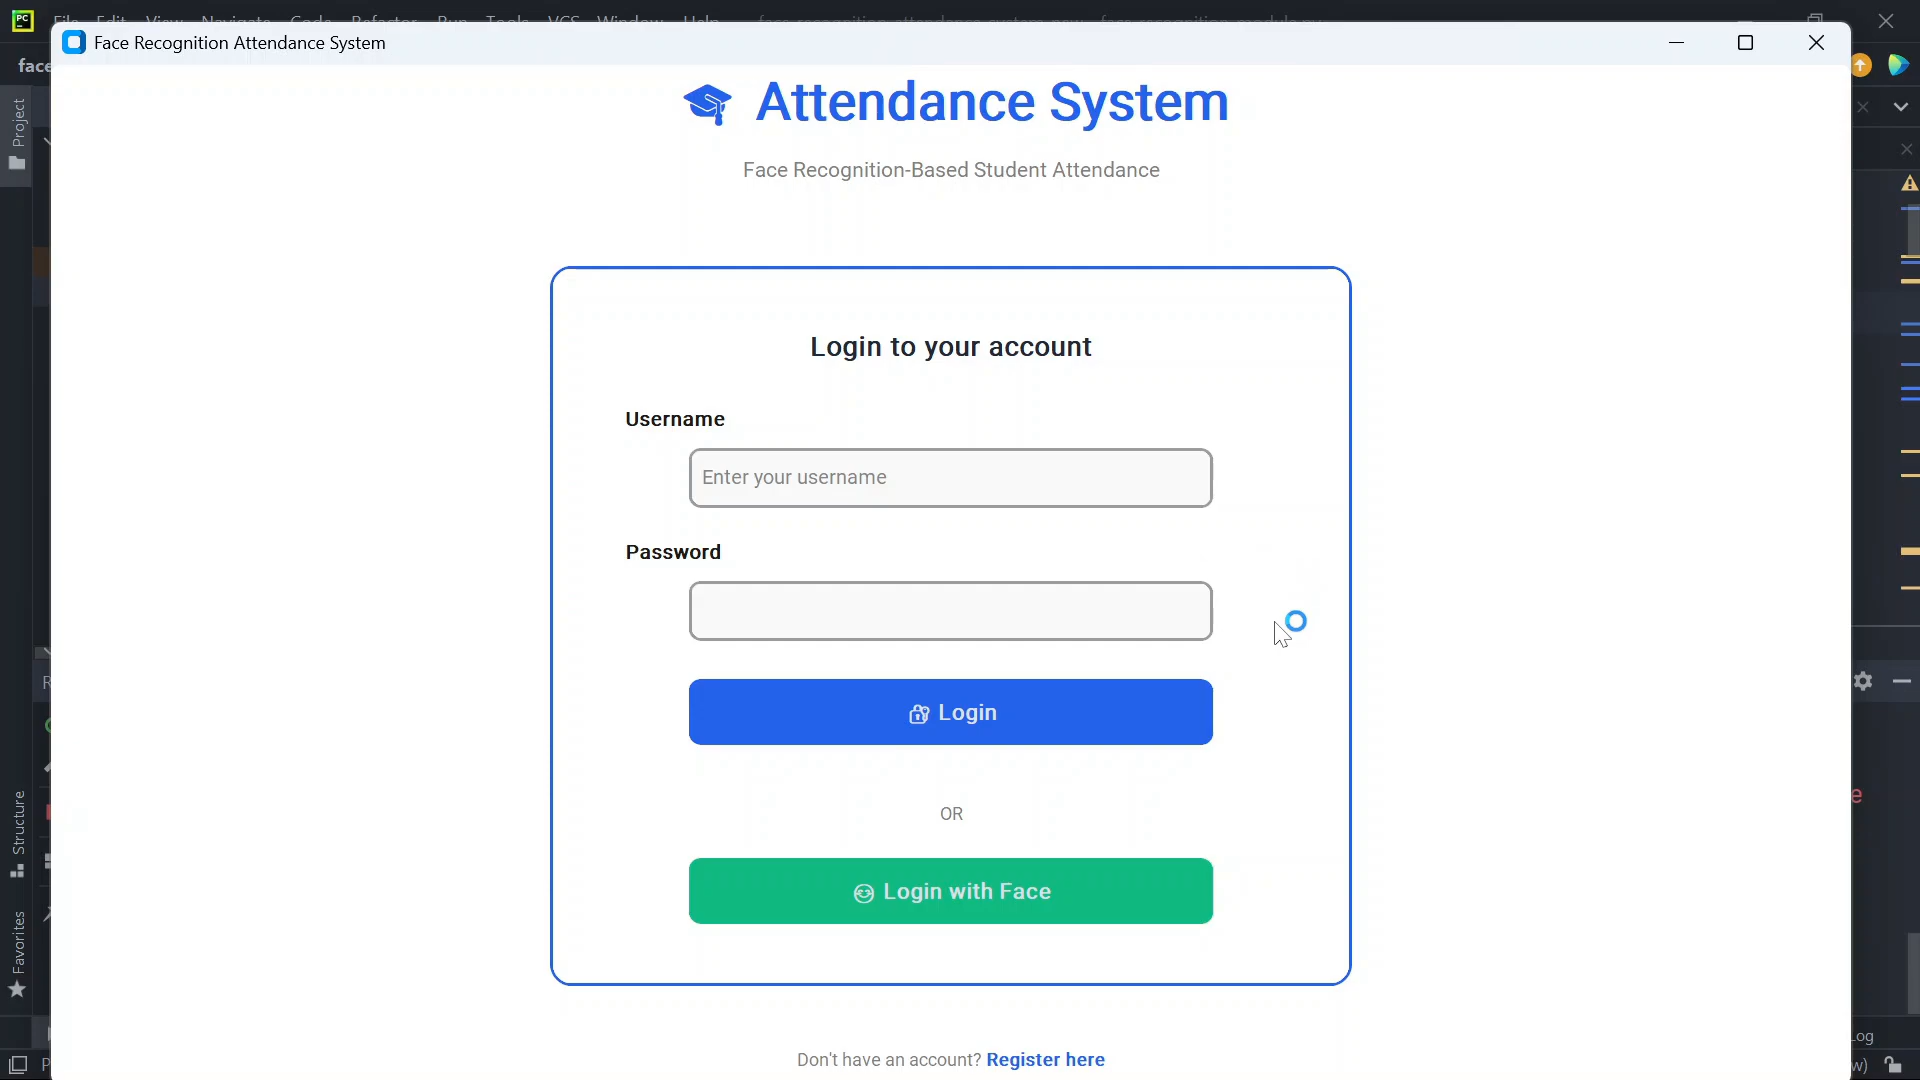 Face Recognition Attendance System
face
Attendance System
Face Recognition-Based Student Attendance
Project
Login to your account
Username
Enter your username
Password
Login
OR
Login with Face
Structure
Favorites
Don't have an account? Register here